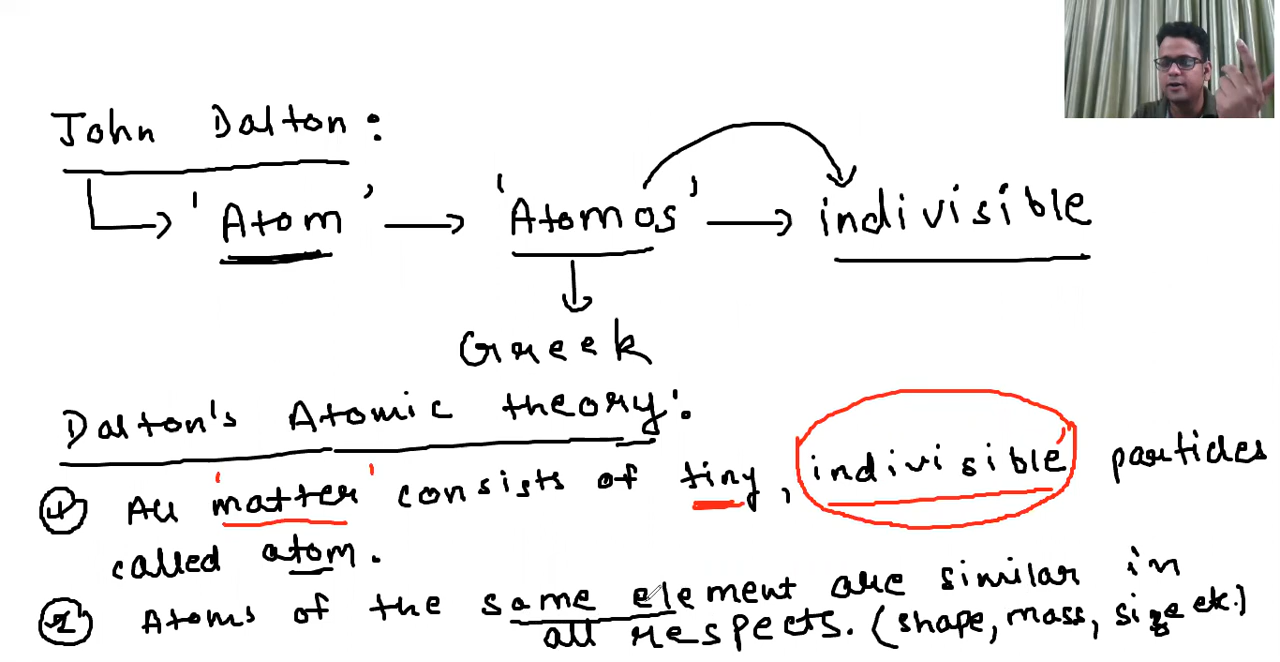 John Dalton:
'Atom' → 'Atomos' → indivisible
Greek
Dalton's Atomic theory:
① All 'matter' consists of tiny, indivisible particles
called atom.
② Atoms of the same element are similar in
all respects. (shape, mass, size etc.)